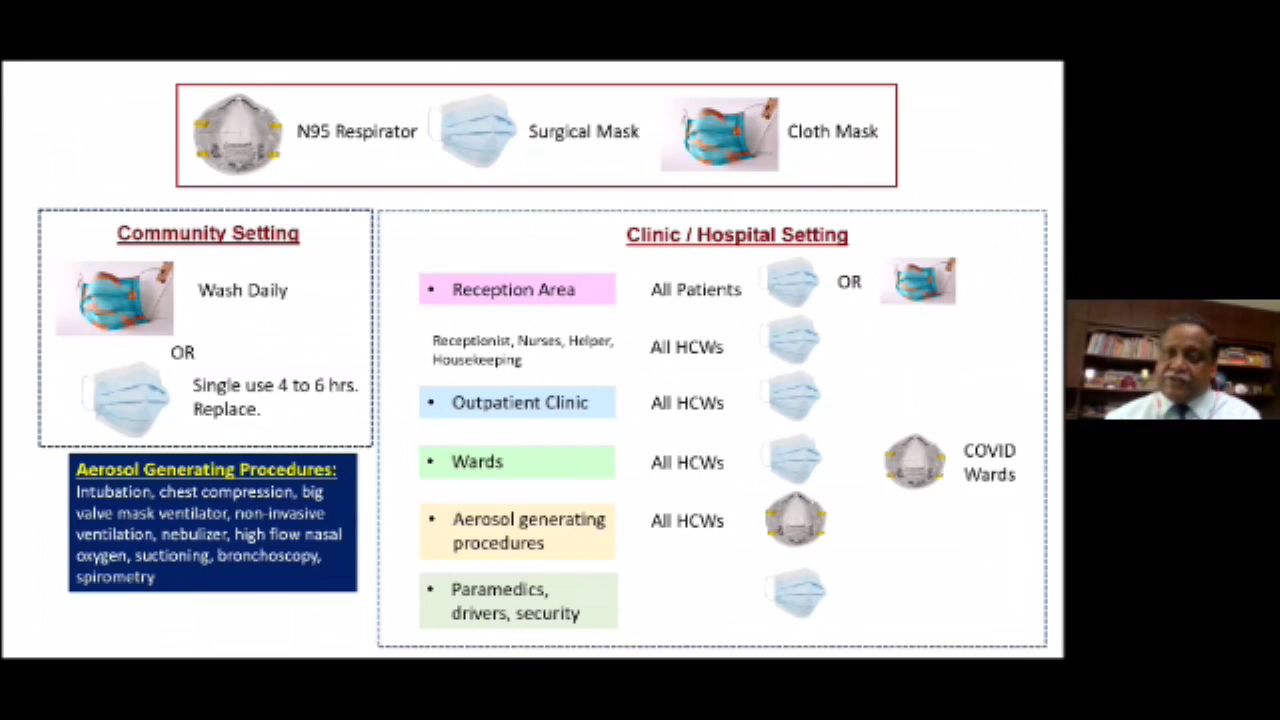 N95 Respirator
Surgical Mask
Cloth Mask
Community Setting
Wash Daily
OR
Single use 4 to 6 hrs.
Replace.
Aerosol Generating Procedures:
Intubation, chest compression, big
valve mask ventilator, non-invasive
ventilation, nebulizer, high flow nasal
oxygen, suctioning, bronchoscopy,
spirometry
Clinic / Hospital Setting
• Reception Area
All Patients
OR
Receptionist, Nurses, Helper,
Housekeeping
All HCWs
• Outpatient Clinic
All HCWs
• Wards
All HCWs
COVID
Wards
• Aerosol generating
procedures
All HCWs
• Paramedics,
drivers, security